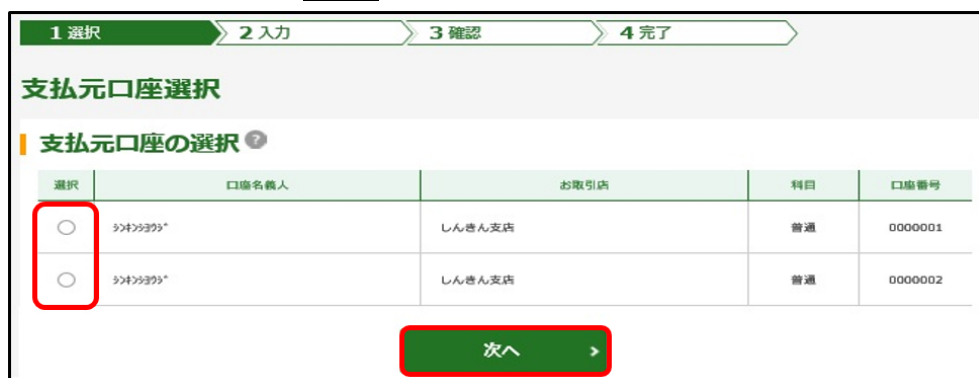 1 選択 2 入力 3 確認 4 完了
支払元口座選択
支払元口座の選択 ?
選択 口座名義人 お取引店 科目 口座番号
ｼﾝｷﾝｼﾖｳｼﾞ しんきん支店 普通 0000001
ｼﾝｷﾝｼﾖｳｼﾞ しんきん支店 普通 0000002
次へ >